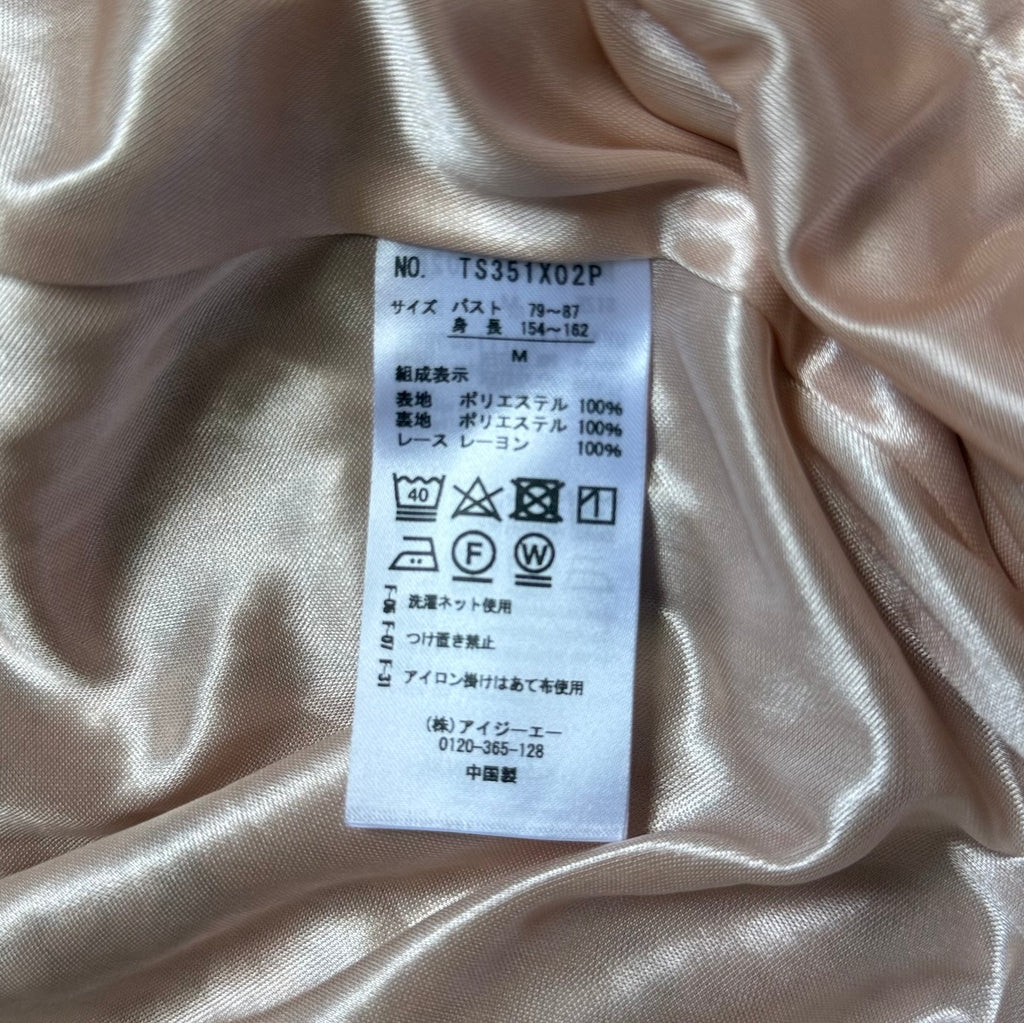 NO. TS351X02P
サイズ バスト 79～87
身長 154～162
M
組成表示
表地 ポリエステル 100%
裏地 ポリエステル 100%
レース レーヨン 100%
40
F
W
F-06 洗濯ネット使用
F-07 つけ置き禁止
F-31 アイロン掛けはあて布使用
(株)アイジーエー
0120-365-128
中国製